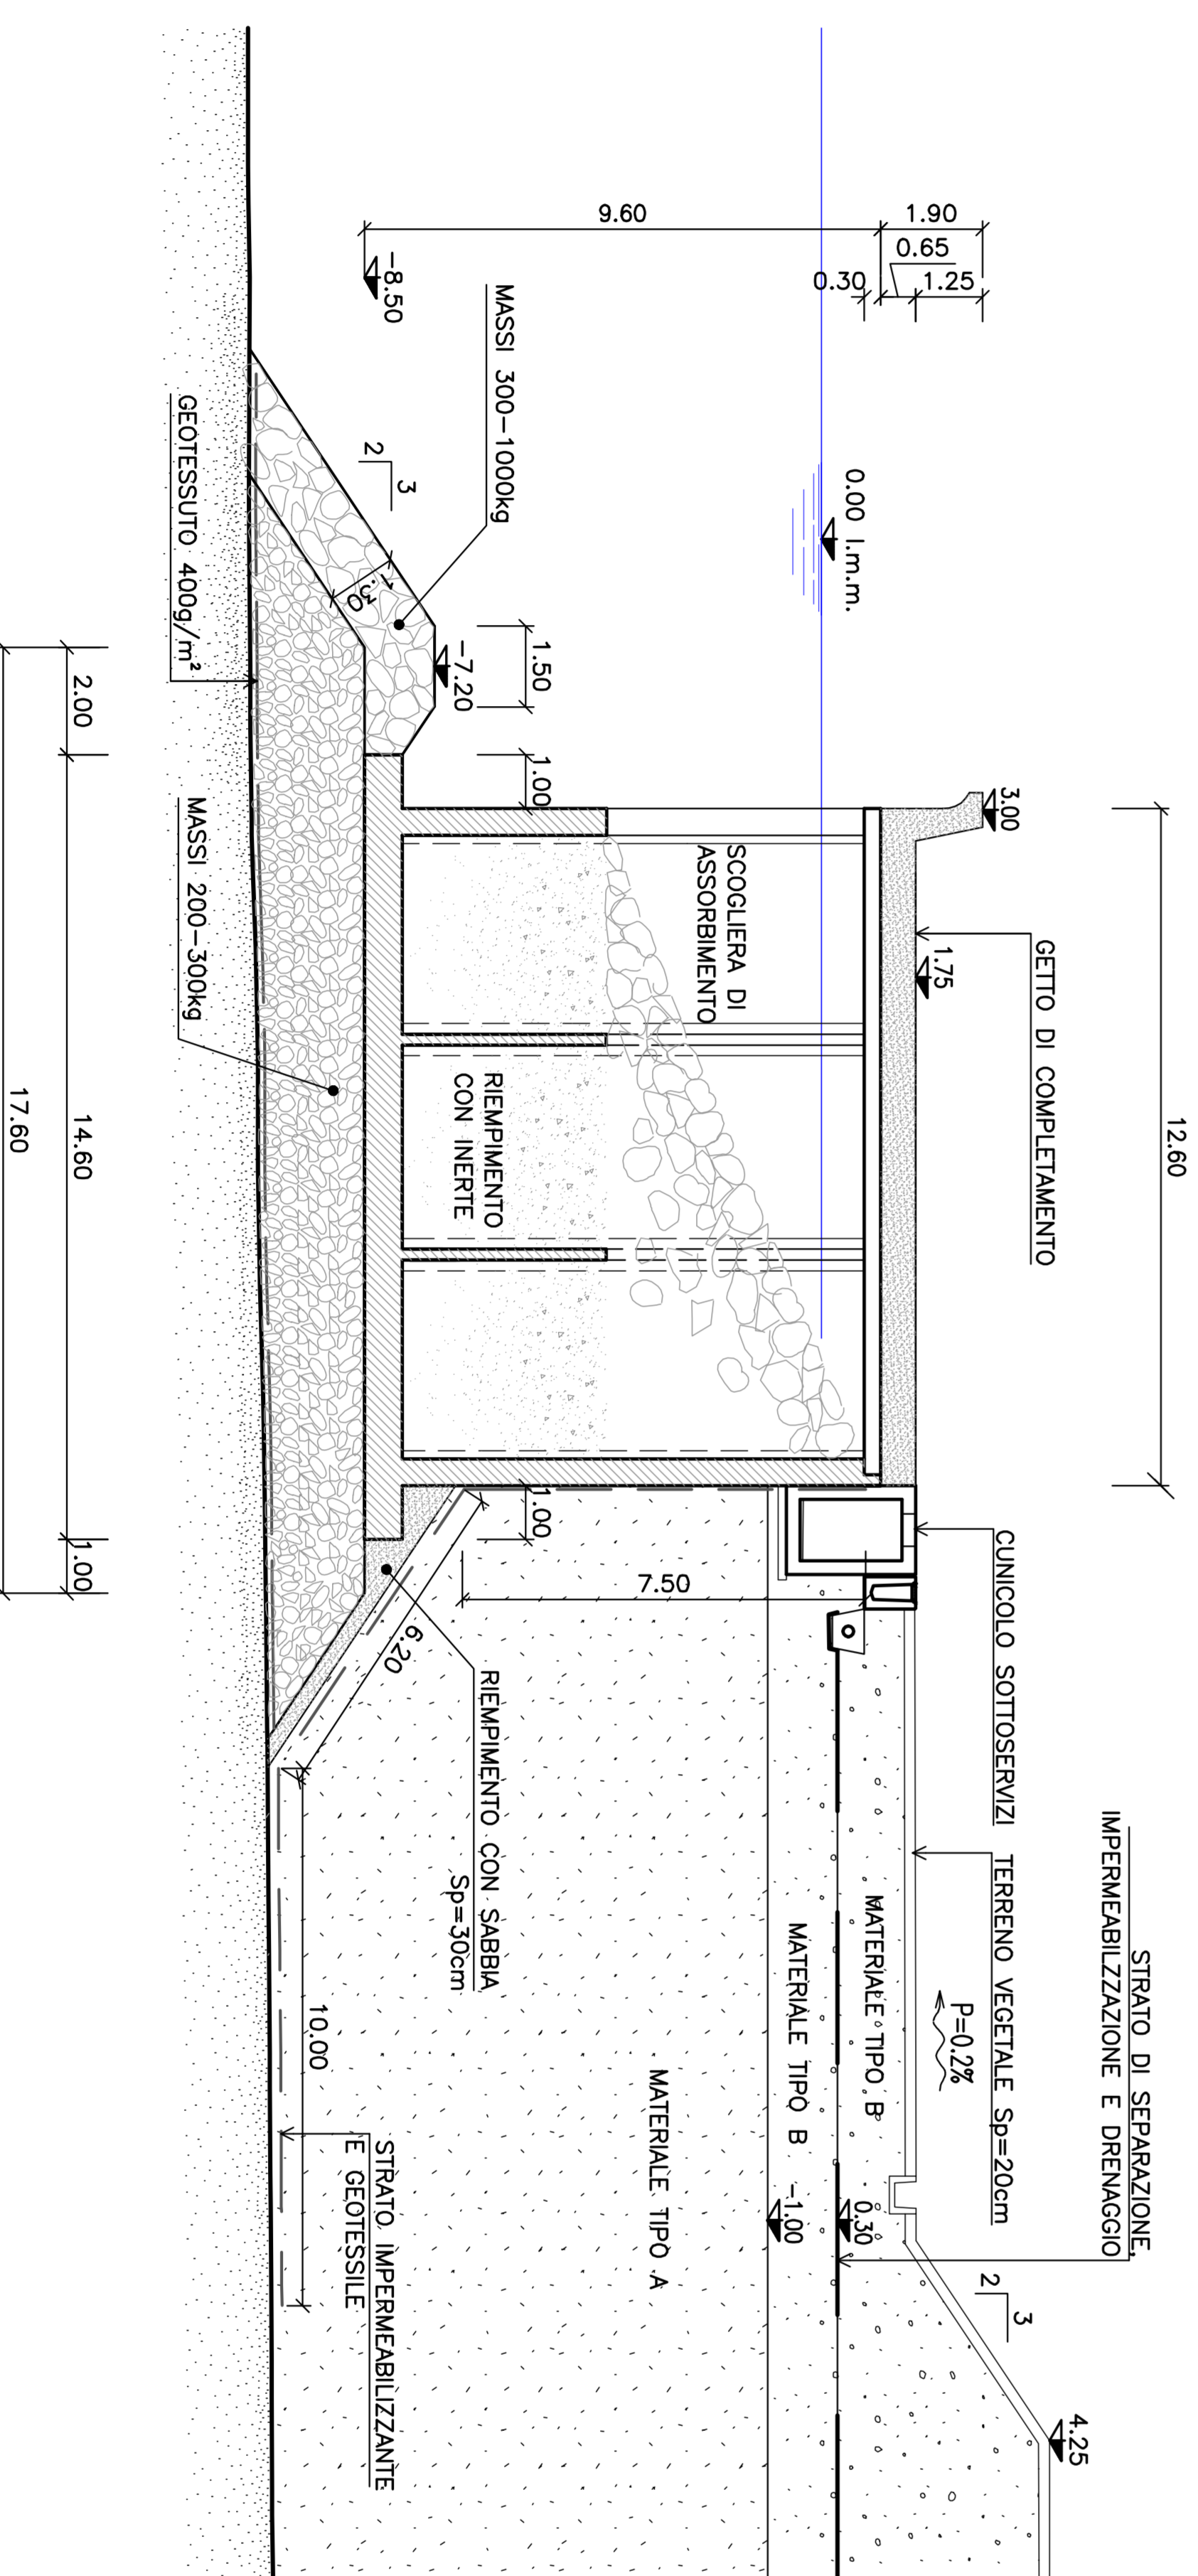 12.60
GETTO DI COMPLETAMENTO
3.00
1.75
1.90
0.65
1.25
0.30
9.60
-8.50
0.00 l.m.m.
MASSI 300-1000kg
3
2
1.30
-7.20
1.50
1.00
SCOGLIERA DI
ASSORBIMENTO
RIEMPIMENTO
CON INERTE
STRATO DI SEPARAZIONE,
IMPERMEABILZZAZIONE E DRENAGGIO
CUNICOLO SOTTOSERVIZI
TERRENO VEGETALE Sp=20cm
P=0.2%
4.25
3
2
MATERIALE TIPO B
0.30
MATERIALE TIPO B
-1.00
MATERIALE TIPO A
7.50
1.00
6.20
RIEMPIMENTO CON SABBIA
Sp=30cm
10.00
STRATO IMPERMEABILIZZANTE
E GEOTESSILE
GEOTESSUTO 400g/m²
MASSI 200-300kg
2.00
14.60
1.00
17.60